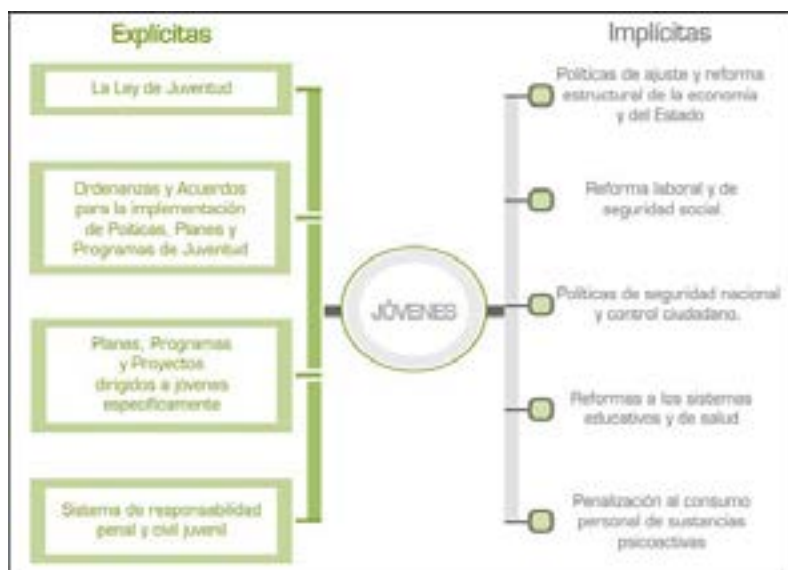 Explícitas
La Ley de Juventud
Ordenanzas y Acuerdos
para la implementación
de Políticas, Planes y
Programas de Juventud
Planes, Programas
y Proyectos
dirigidos a jóvenes
específicamente
Sistema de responsabilidad
penal y civil juvenil
JÓVENES
Implícitas
Políticas de ajuste y reforma
estructural de la economía
y del Estado
Reforma laboral y de
seguridad social
Políticas de seguridad nacional
y control ciudadano.
Reformas a los sistemas
educativos y de salud
Penalización al consumo
personal de sustancias
psicoactivas